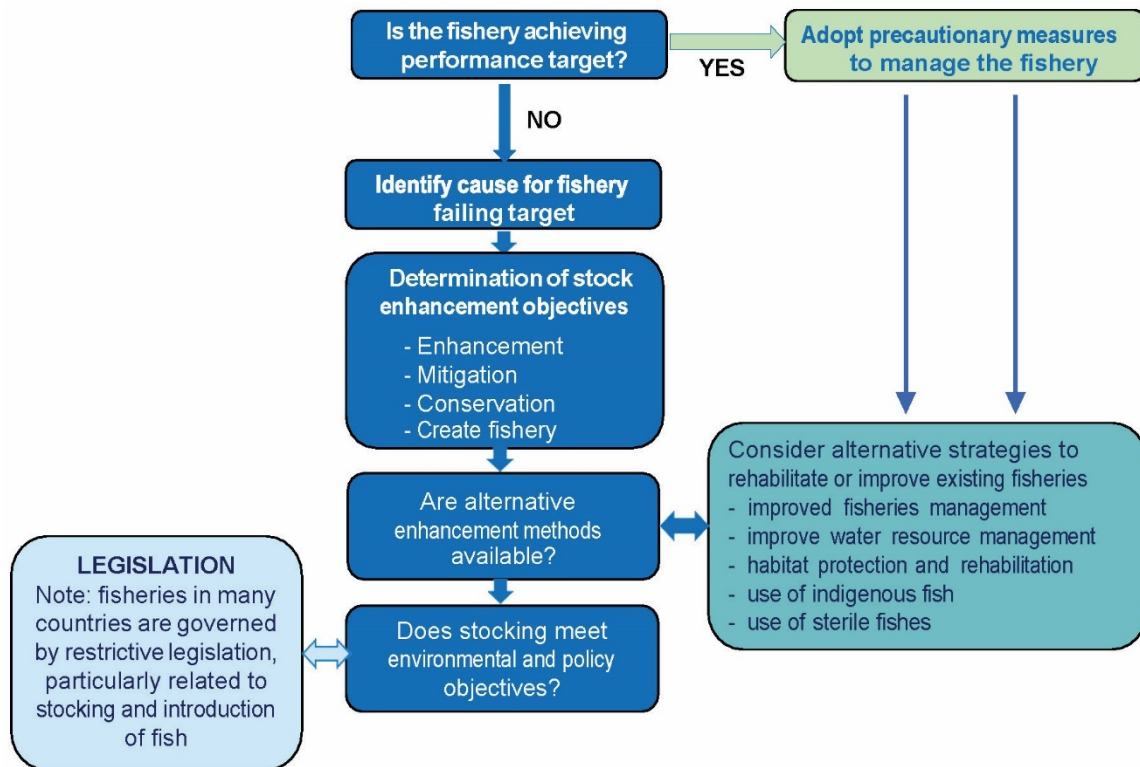 Is the fishery achieving
performance target?
YES
Adopt precautionary measures
to manage the fishery
NO
Identify cause for fishery
failing target
Determination of stock
enhancement objectives
- Enhancement
- Mitigation
- Conservation
- Create fishery
Are alternative
enhancement methods
available?
Consider alternative strategies to
rehabilitate or improve existing fisheries
- improved fisheries management
- improve water resource management
- habitat protection and rehabilitation
- use of indigenous fish
- use of sterile fishes
LEGISLATION
Note: fisheries in many
countries are governed
by restrictive legislation,
particularly related to
stocking and introduction
of fish
Does stocking meet
environmental and policy
objectives?